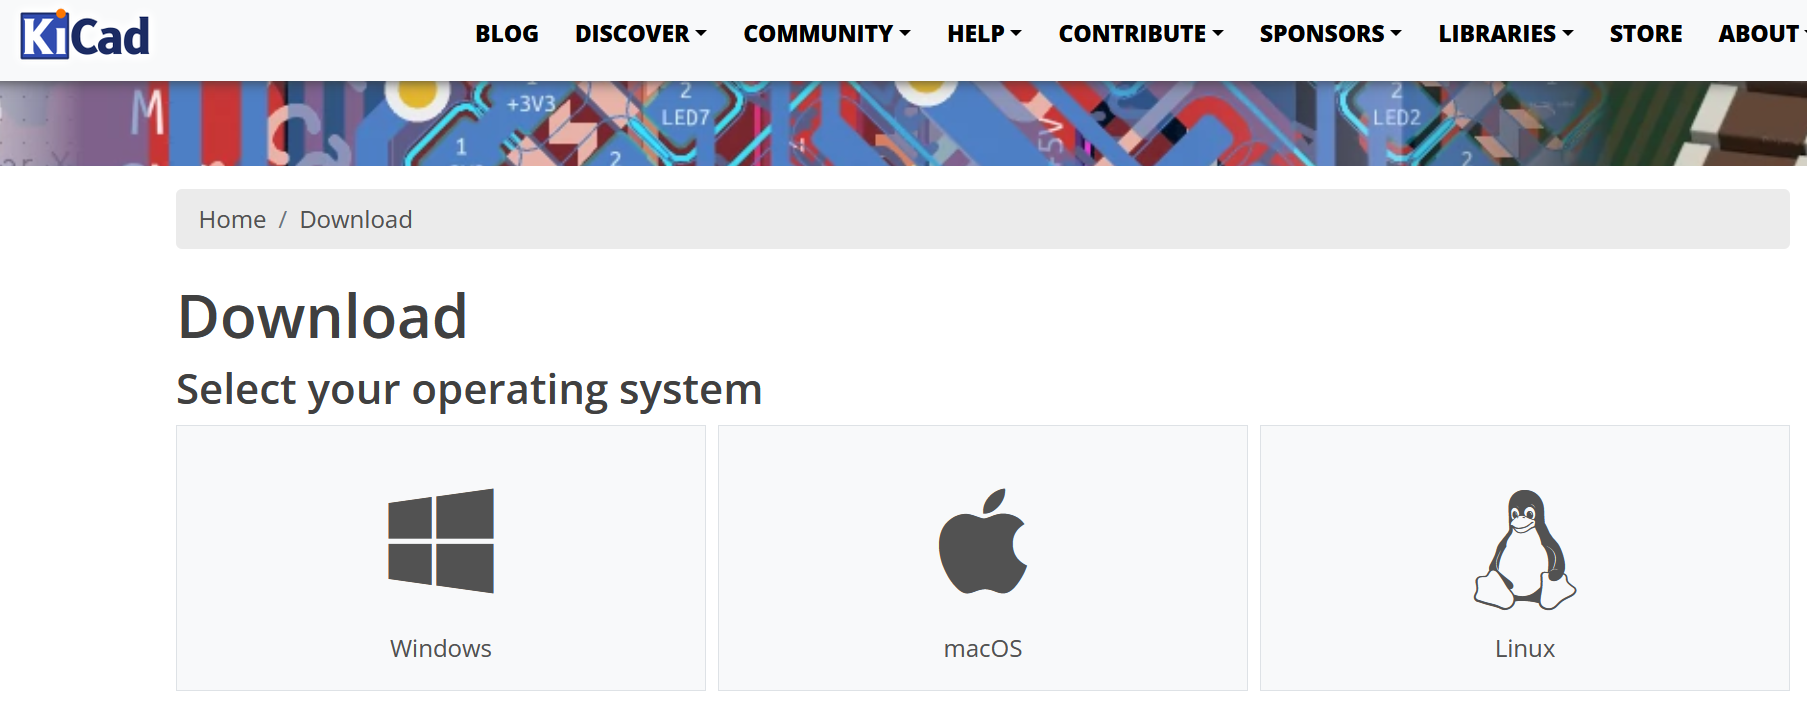 KiCad BLOG DISCOVER COMMUNITY HELP CONTRIBUTE SPONSORS LIBRARIES STORE ABOUT
M +3V3 2 LED7 2 LED2
1 2 +5V 2
Home / Download
Download
Select your operating system
Windows macOS Linux